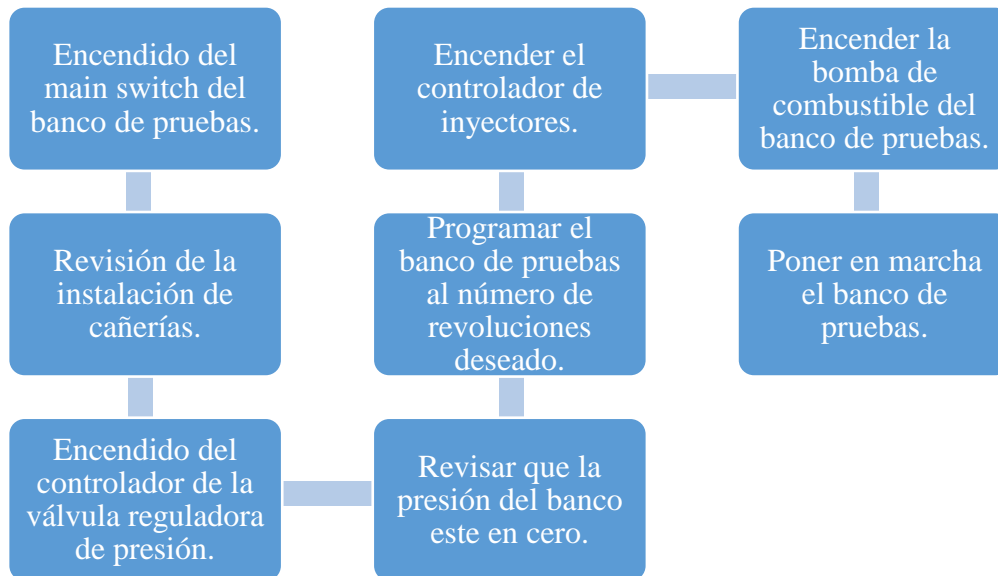 Encendido del
main switch del
banco de pruebas.
Revisión de la
instalación de
cañerías.
Encendido del
controlador de la
válvula reguladora
de presión.
Revisar que la
presión del banco
este en cero.
Programar el
banco de pruebas
al número de
revoluciones
deseado.
Encender el
controlador de
inyectores.
Encender la
bomba de
combustible del
banco de pruebas.
Poner en marcha
el banco de
pruebas.